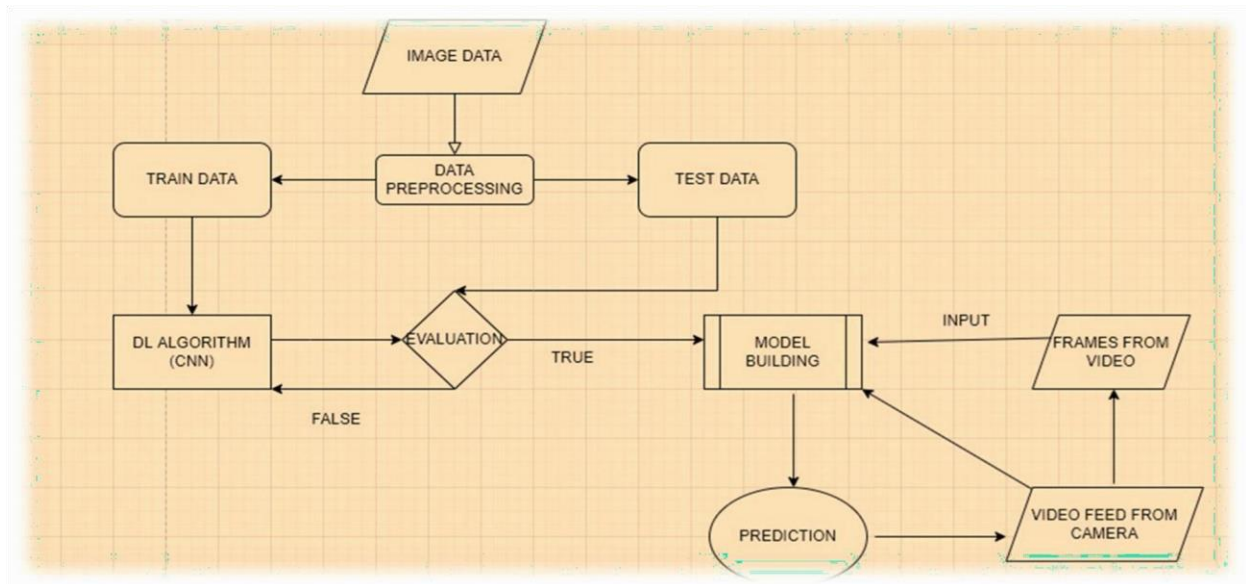 IMAGE DATA
TRAIN DATA
DATA
PREPROCESSING
TEST DATA
DL ALGORITHM
(CNN)
EVALUATION
TRUE
FALSE
MODEL
BUILDING
INPUT
FRAMES FROM
VIDEO
PREDICTION
VIDEO FEED FROM
CAMERA